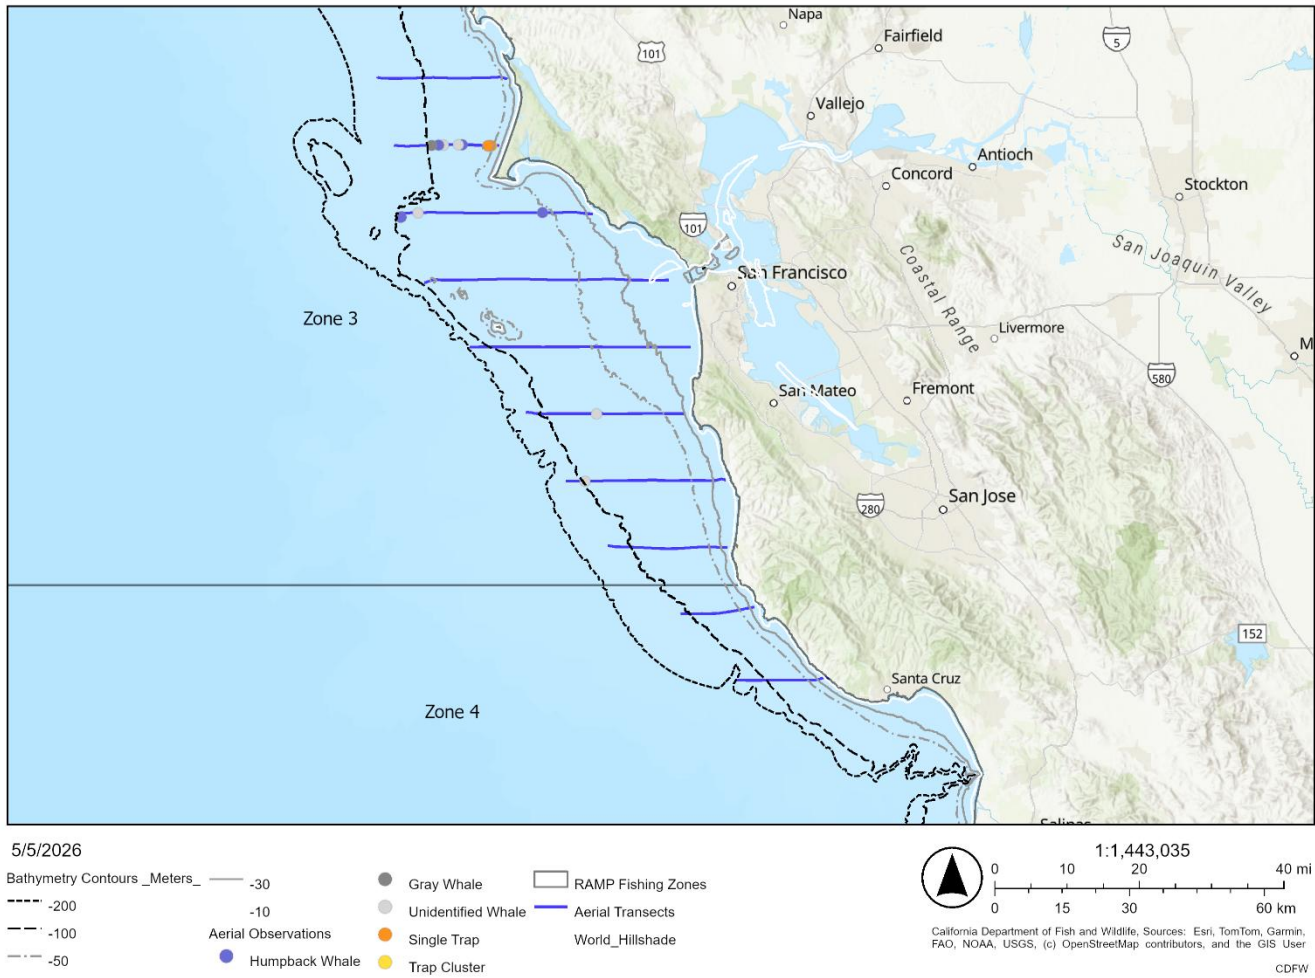 Napa
Fairfield
101
5
Vallejo
Antioch
Concord
Stockton
101
San Francisco
San Joaquin Valley
Coastal Range
Zone 3
Livermore
M
580
San Mateo
Fremont
San Jose
280
152
Santa Cruz
Zone 4
Salinas
5/5/2026
Bathymetry Contours _Meters_
-200
-100
-50
-30
-10
Aerial Observations
Humpback Whale
Gray Whale
Unidentified Whale
Single Trap
Trap Cluster
RAMP Fishing Zones
Aerial Transects
World_Hillshade
1:1,443,035
0 10 20 40 mi
0 15 30 60 km
California Department of Fish and Wildlife, Sources: Esri, TomTom, Garmin,
FAO, NOAA, USGS, (c) OpenStreetMap contributors, and the GIS User
CDFW